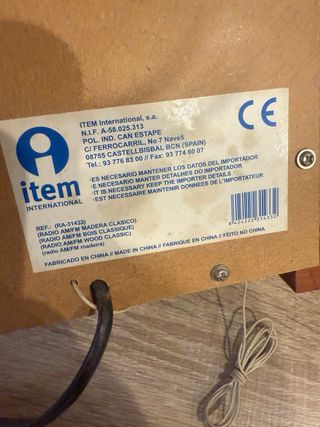 ITEM International, s.a.
N.I.F. A-58.025.313
POL. IND. CAN ESTAPE
C/ FERROCARRIL, No 7 Nave5
08755 CASTELLBISBAL BCN (SPAIN)
Tel.: 93 776 83 00 // Fax: 93 774 60 07
CE
item
INTERNATIONAL
-ES NECESARIO MANTENER LOS DATOS DEL IMPORTADOR
-E NECESARIO MANTER DETALHES DO IMPORTADOR
-IT IS NECESSARY KEEP THE IMPORTER DETAILS
-EST NECESSAIRE MANTENIR DONNEES DE L'IMPORTATEUR
REF.: (RA-31433)
(RADIO AM/FM MADERA CLASICO)
(RADIO AM/FM BOIS CLASSIQUE)
(RADIO AM/FM WOOD CLASSIC)
(radio AM/FM madeira)
FABRICADO EN CHINA // MADE IN CHINA // FABRIQUE EN CHINA // FEITO NO CHINA